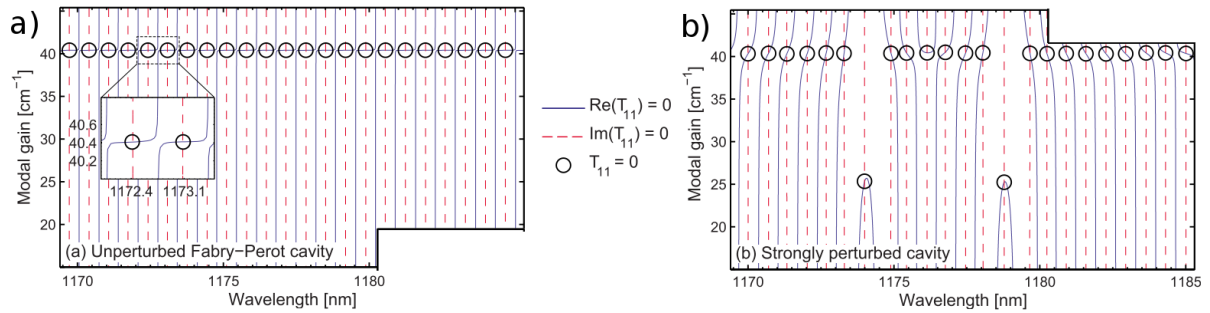 a)
40
35
30
25
20
Modal gain [cm⁻¹]
40.6
40.4
40.2
1172.4
1173.1
(a) Unperturbed Fabry−Perot cavity
1170
1175
1180
Wavelength [nm]
Re(T₁₁) = 0
Im(T₁₁) = 0
T₁₁ = 0
b)
40
35
30
25
20
Modal gain [cm⁻¹]
(b) Strongly perturbed cavity
1170
1175
1180
1185
Wavelength [nm]